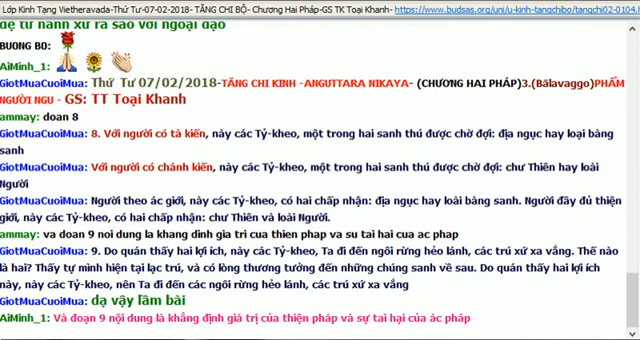 Lớp Kinh Tạng Vietheravada-Thứ Tư-07-02-2018- TĂNG CHI BỘ- Chương Hai Pháp-GS TK Toại Khanh- https://www.budsas.org/uni/u-kinh-tangchibo/tangchi02-0104.h
đệ tử hành xử ra sao với ngoại đạo
BUONG BO:
AiMinh_1:
GiotMuaCuoiMua: Thứ Tư 07/02/2018-TĂNG CHI KINH -ANGUTTARA NIKAYA- (CHƯƠNG HAI PHÁP)3.(Bālavaggo)PHẨM
NGƯỜI NGU - GS: TT Toại Khanh
ammay: doan 8
GiotMuaCuoiMua: 8. Với người có tà kiến, này các Tỷ-kheo, một trong hai sanh thú được chờ đợi: địa ngục hay loại bàng
sanh
GiotMuaCuoiMua: Với người có chánh kiến, này các Tỷ-kheo, một trong hai sanh thú được chờ đợi: chư Thiên hay loài
Người
GiotMuaCuoiMua: Người theo ác giới, này các Tỷ-kheo, có hai chấp nhận: địa ngục hay loài bàng sanh. Người đầy đủ thiện
giới, này các Tỷ-kheo, có hai chấp nhận: chư Thiên và loài Người.
ammay: va doan 9 noi dung la khang dinh gia tri cua thien phap va su tai hai cua ac phap
GiotMuaCuoiMua: 9. Do quán thấy hai lợi ích, này các Tỷ-kheo, Ta đi đến ngôi rừng hẻo lánh, các trú xứ xa vắng. Thế nào
là hai? Thấy tự mình hiện tại lạc trú, và có lòng thương tưởng đến những chúng sanh về sau. Do quán thấy hai lợi ích
này, này các Tỷ-kheo, nên Ta đi đến các ngôi rừng hẻo lánh, các trú xứ xa vắng
GiotMuaCuoiMua: dạ vậy lầm bài
AiMinh_1: Và đoạn 9 nội dung là khẳng định giá trị của thiện pháp và sự tai hại của ác pháp